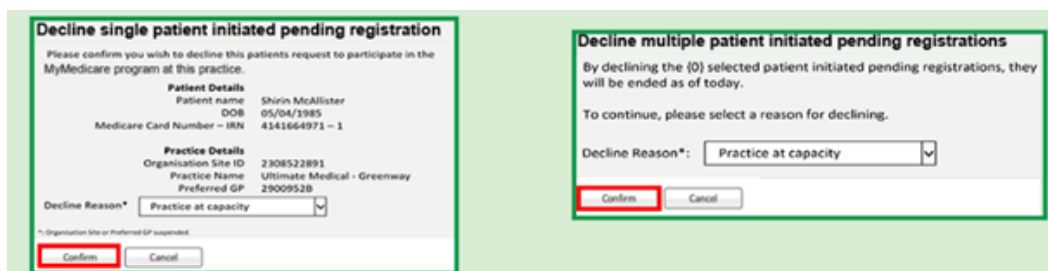 Decline single patient initiated pending registration
Please confirm you wish to decline this patients request to participate in the
MyMedicare program at this practice.
Patient Details
Patient name Shirin McAllister
DOB 05/04/1985
Medicare Card Number – IRN 4141664971 – 1
Practice Details
Organisation Site ID 2308522891
Practice Name Ultimate Medical - Greenway
Preferred GP 2900952B
Decline Reason* Practice at capacity
*: Organisation Site or Preferred GP suspended.
Confirm Cancel
Decline multiple patient initiated pending registrations
By declining the {0} selected patient initiated pending registrations, they
will be ended as of today.
To continue, please select a reason for declining.
Decline Reason*: Practice at capacity
Confirm Cancel